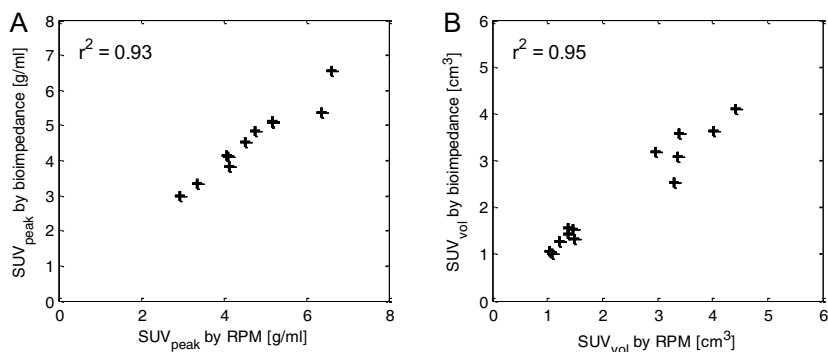 A
r² = 0.93
8
7
6
5
4
3
2
1
0
SUVpeak by bioimpedance [g/ml]
0 2 4 6 8
SUVpeak by RPM [g/ml]
B
r² = 0.95
6
5
4
3
2
1
0
SUVvol by bioimpedance [cm³]
0 1 2 3 4 5 6
SUVvol by RPM [cm³]